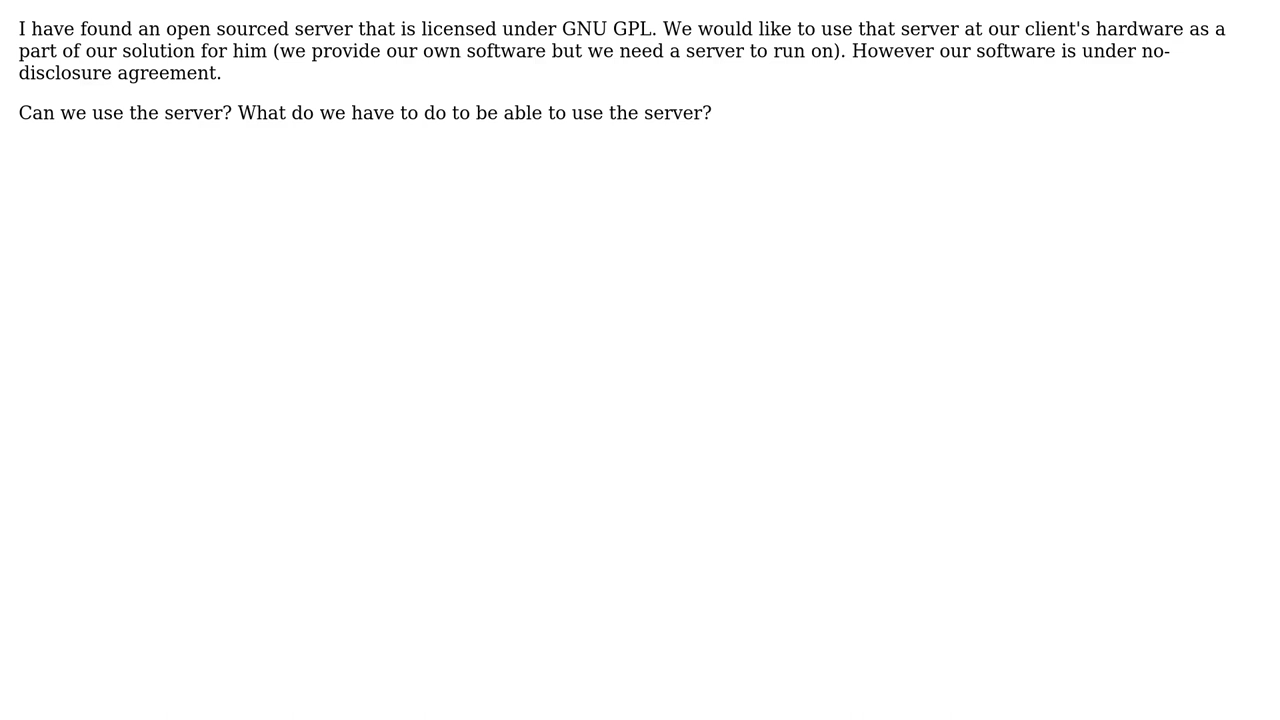 I have found an open sourced server that is licensed under GNU GPL. We would like to use that server at our client's hardware as a
part of our solution for him (we provide our own software but we need a server to run on). However our software is under no-
disclosure agreement.
Can we use the server? What do we have to do to be able to use the server?